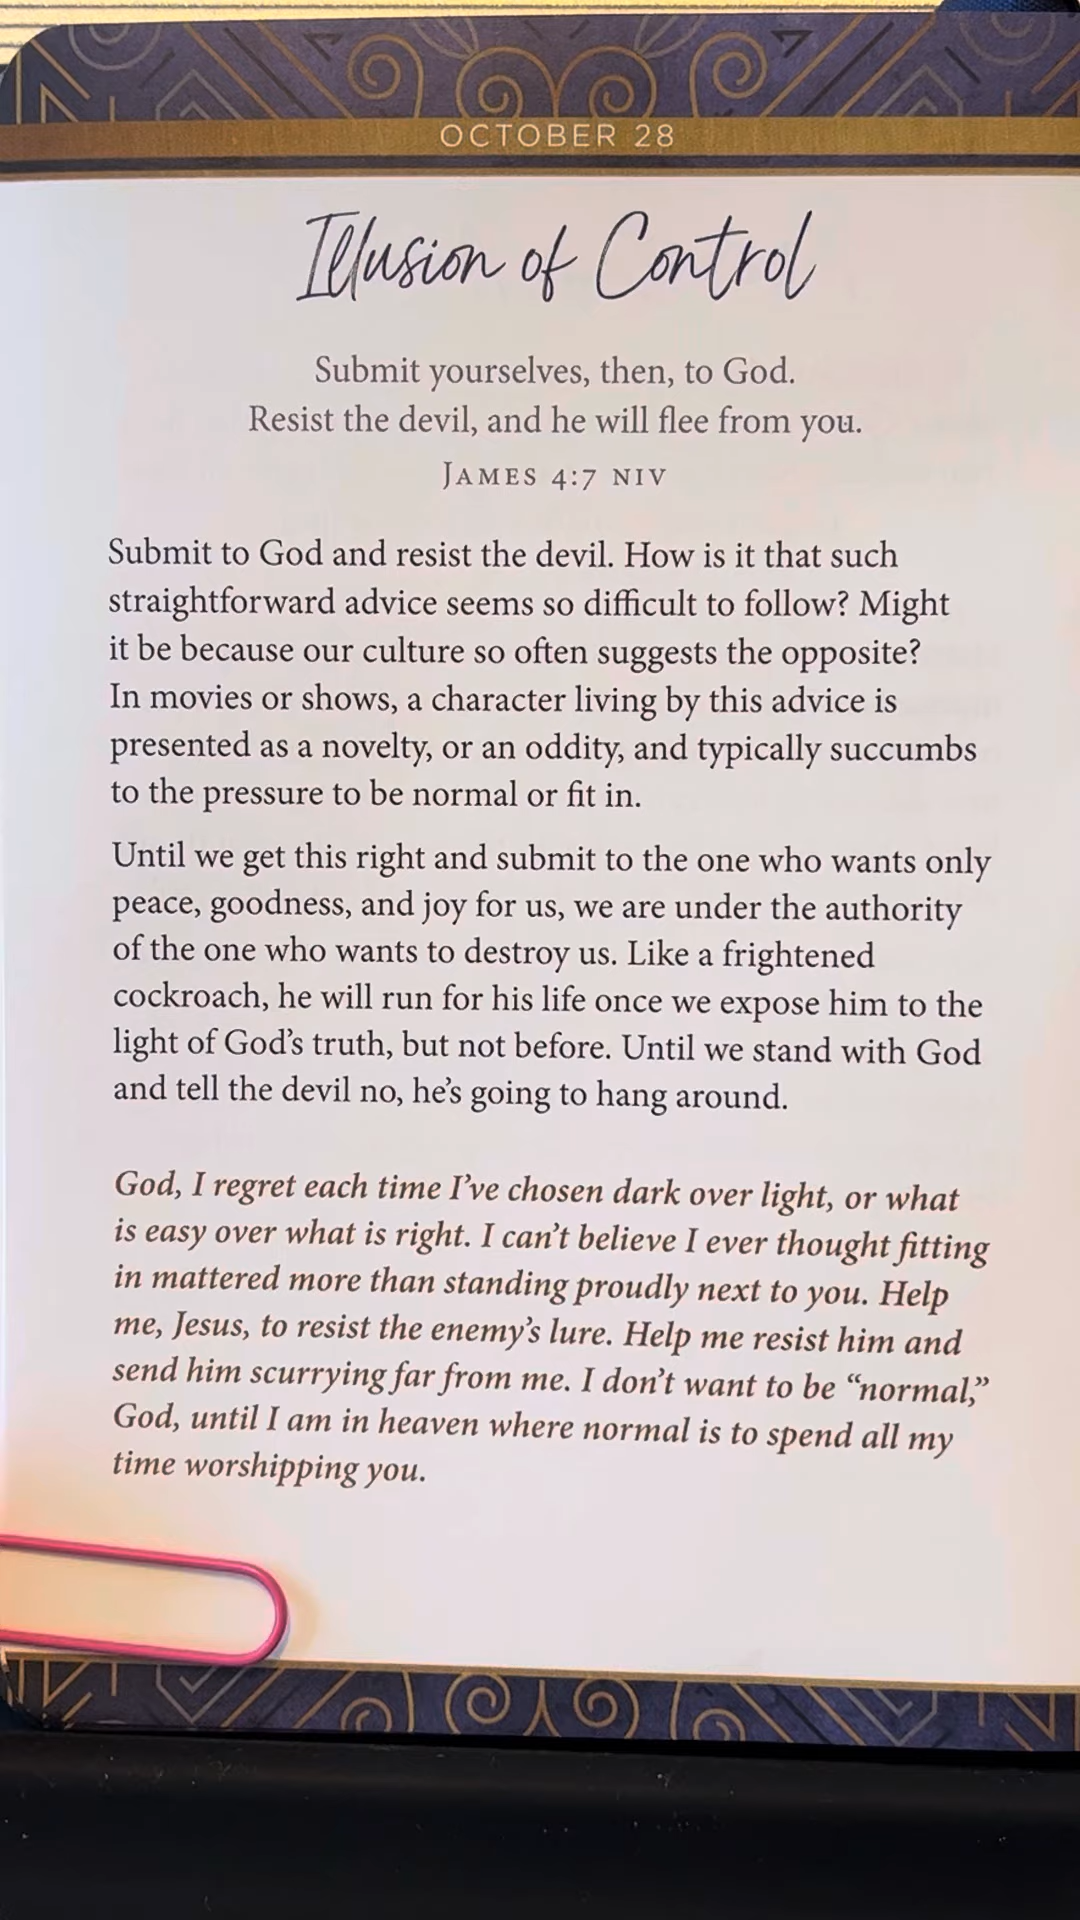 OCTOBER 28
Illusion of Control
Submit yourselves, then, to God.
Resist the devil, and he will flee from you.
JAMES 4:7 NIV
Submit to God and resist the devil. How is it that such
straightforward advice seems so difficult to follow? Might
it be because our culture so often suggests the opposite?
In movies or shows, a character living by this advice is
presented as a novelty, or an oddity, and typically succumbs
to the pressure to be normal or fit in.
Until we get this right and submit to the one who wants only
peace, goodness, and joy for us, we are under the authority
of the one who wants to destroy us. Like a frightened
cockroach, he will run for his life once we expose him to the
light of God’s truth, but not before. Until we stand with God
and tell the devil no, he’s going to hang around.
God, I regret each time I’ve chosen dark over light, or what
is easy over what is right. I can’t believe I ever thought fitting
in mattered more than standing proudly next to you. Help
me, Jesus, to resist the enemy’s lure. Help me resist him and
send him scurrying far from me. I don’t want to be “normal,”
God, until I am in heaven where normal is to spend all my
time worshipping you.